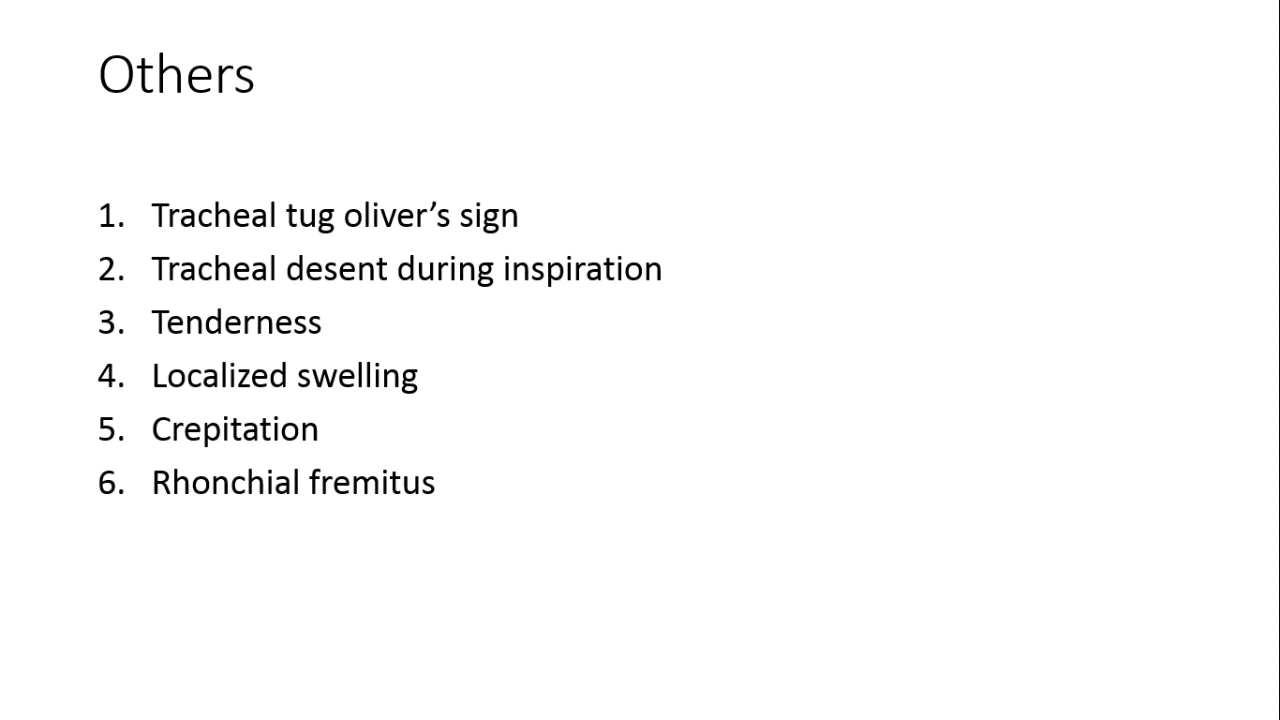 Others
1. Tracheal tug oliver’s sign
2. Tracheal desent during inspiration
3. Tenderness
4. Localized swelling
5. Crepitation
6. Rhonchial fremitus